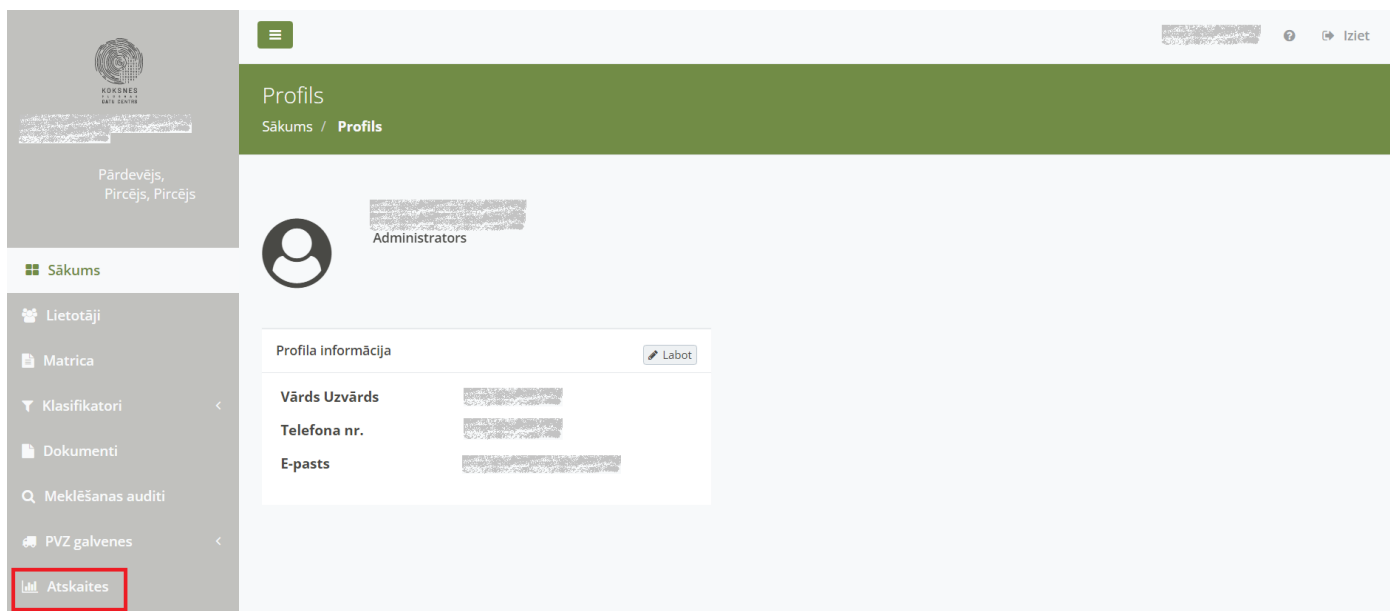 KOKSNES
PLŪSMAS
DATU CENTRS
Pārdevējs,
Pircējs, Pircējs
Sākums
Lietotāji
Matrica
Klasifikatori
Dokumenti
Meklēšanas auditi
PVZ galvenes
Atskaites
Iziet
Profils
Sākums / Profils
Administrators
Profila informācija
Labot
Vārds Uzvārds
Telefona nr.
E-pasts